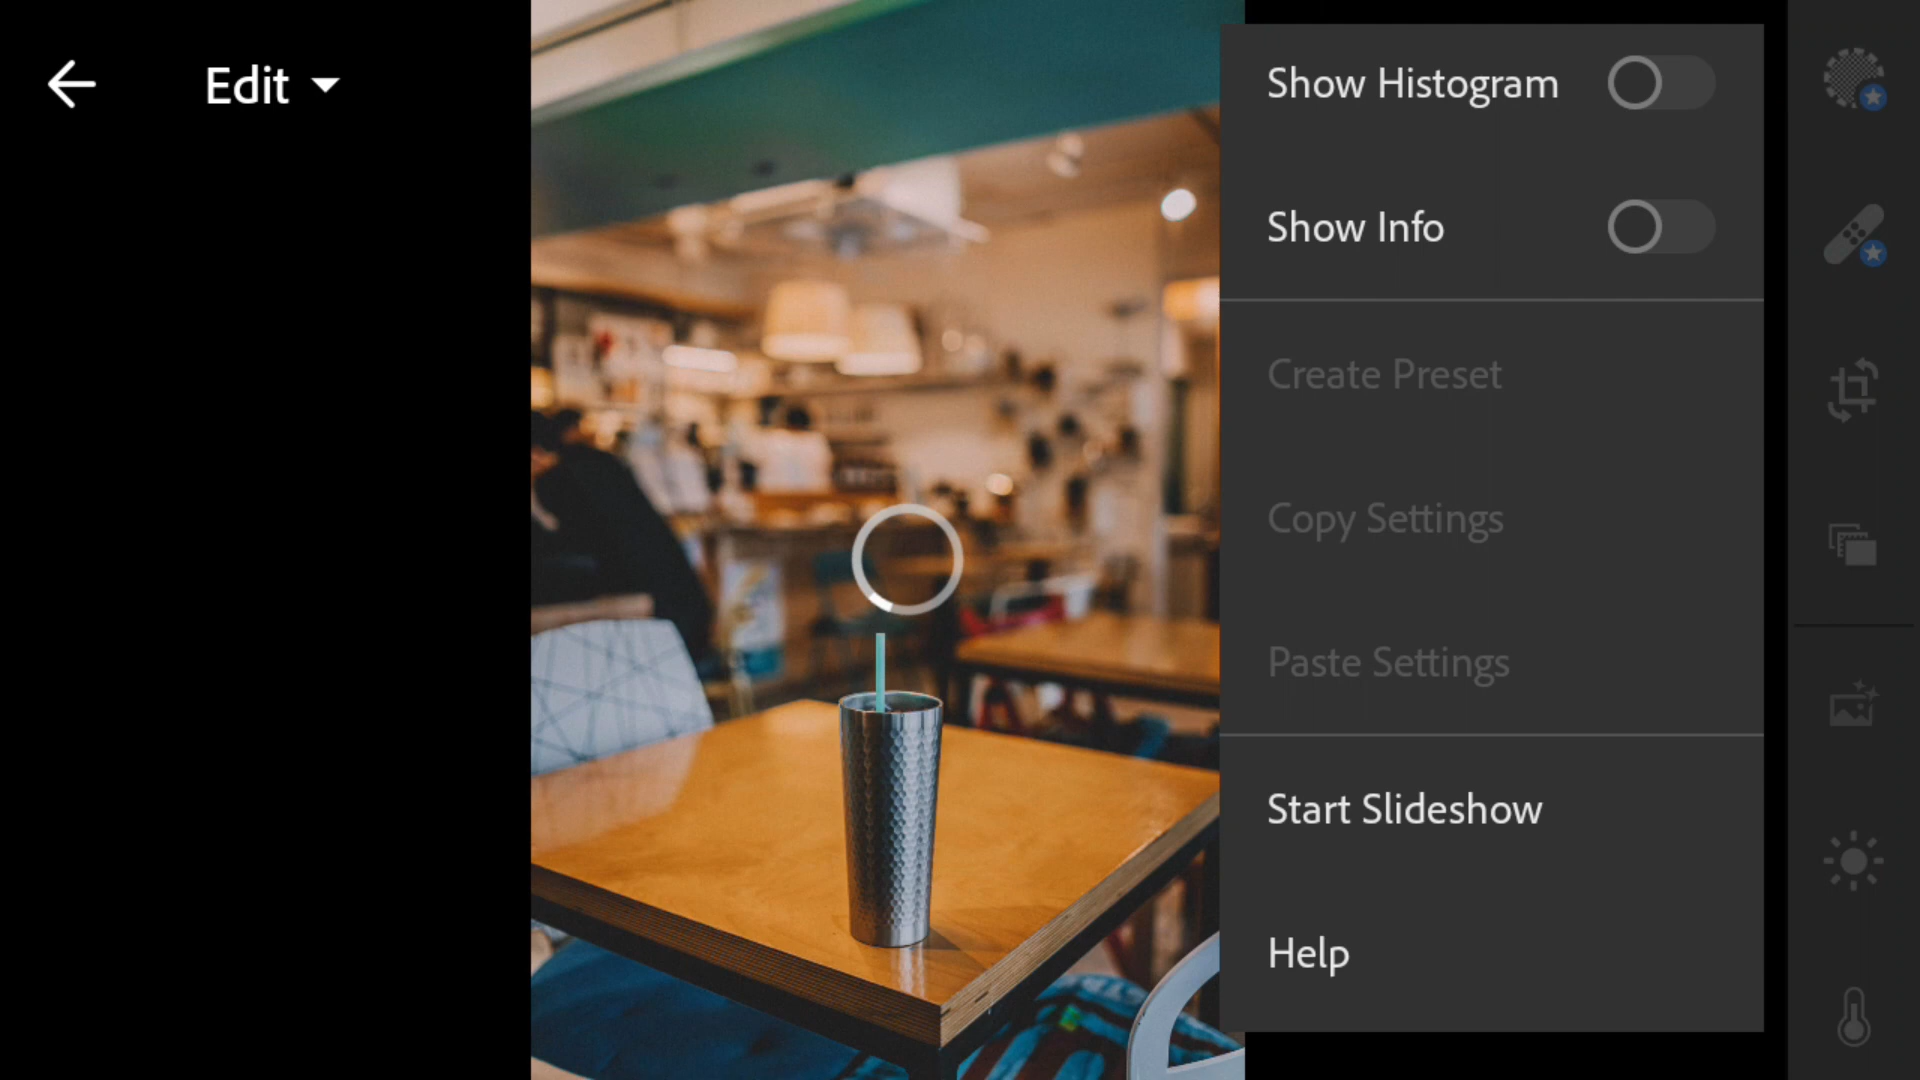 Edit
Show Histogram
Show Info
Create Preset
Copy Settings
Paste Settings
Start Slideshow
Help